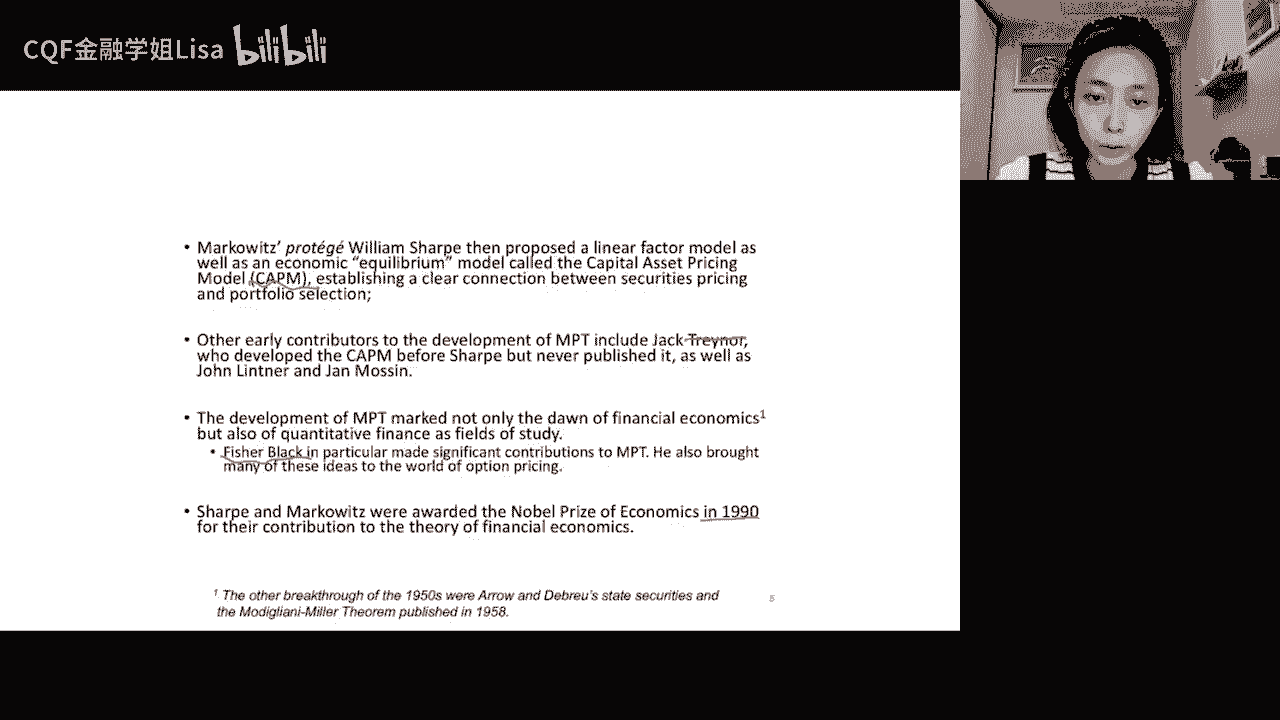 CQF金融学姐Lisa bilibili
• Markowitz' protégé William Sharpe then proposed a linear factor model as
well as an economic “equilibrium” model called the Capital Asset Pricing
Model (CAPM), establishing a clear connection between securities pricing
and portfolio selection;
• Other early contributors to the development of MPT include Jack Treynor,
who developed the CAPM before Sharpe but never published it, as well as
John Lintner and Jan Mossin.
• The development of MPT marked not only the dawn of financial economics¹
but also of quantitative finance as fields of study.
• Fisher Black in particular made significant contributions to MPT. He also brought
many of these ideas to the world of option pricing.
• Sharpe and Markowitz were awarded the Nobel Prize of Economics in 1990
for their contribution to the theory of financial economics.
¹ The other breakthrough of the 1950s were Arrow and Debreu's state securities and
the Modigliani-Miller Theorem published in 1958.
5